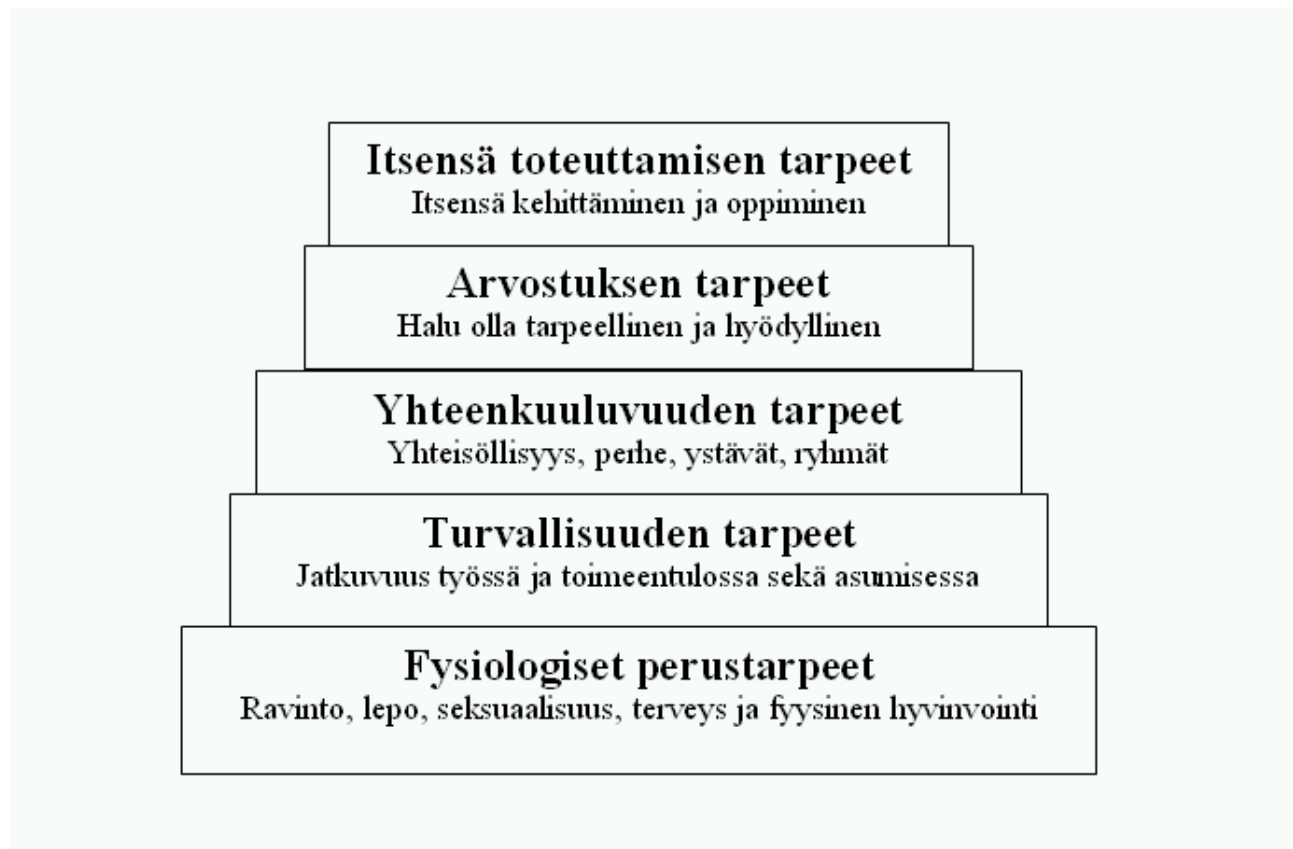 Itsensä toteuttamisen tarpeet
Itsensä kehittäminen ja oppiminen
Arvostuksen tarpeet
Halu olla tarpeellinen ja hyödyllinen
Yhteenkuuluvuuden tarpeet
Yhteisöllisyys, perhe, ystävät, ryhmät
Turvallisuuden tarpeet
Jatkuvuus työssä ja toimeentulossa sekä asumisessa
Fysiologiset perustarpeet
Ravinto, lepo, seksuaalisuus, terveys ja fyysinen hyvinvointi